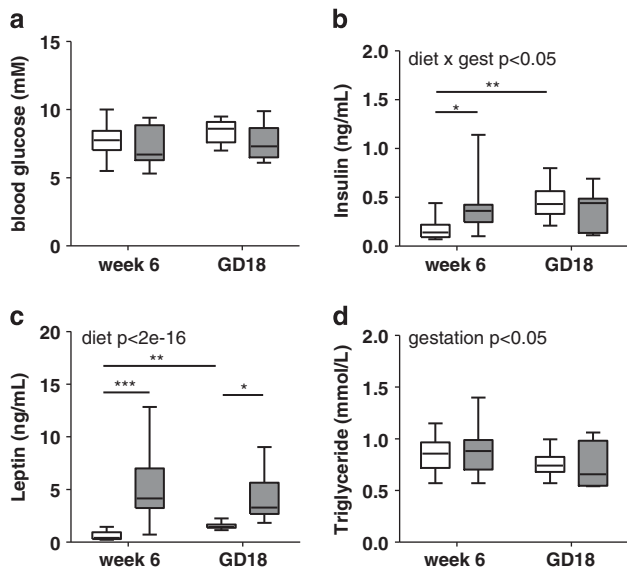 a
blood glucose (mM)
15
10
5
0
week 6
GD18
b
Insulin (ng/mL)
diet x gest p<0.05
**
*
2.0
1.5
1.0
0.5
0.0
week 6
GD18
c
Leptin (ng/mL)
diet p<2e-16
**
***
*
20
15
10
5
0
week 6
GD18
d
Triglyceride (mmol/L)
gestation p<0.05
2.0
1.5
1.0
0.5
0.0
week 6
GD18